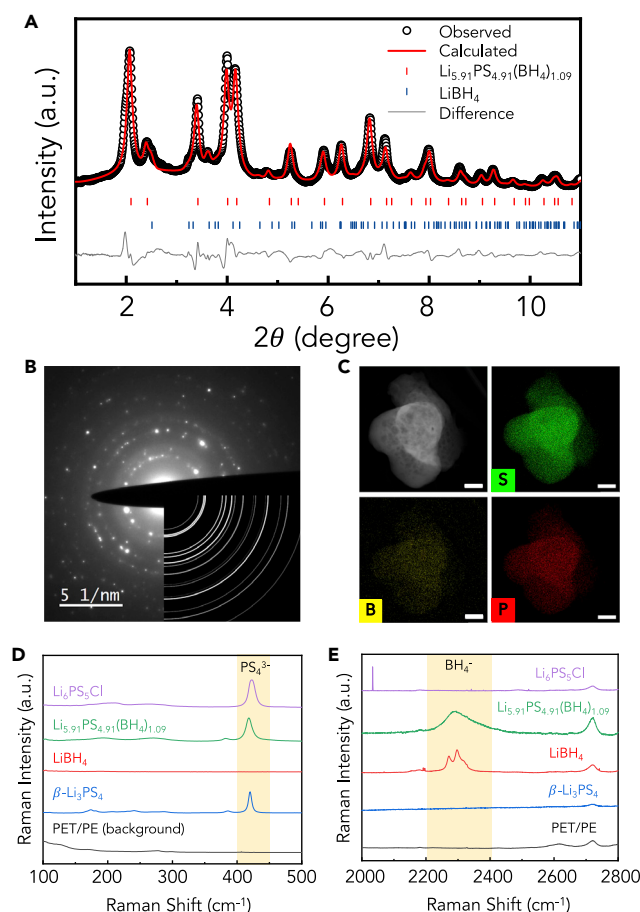 A
Observed
Calculated
Li5.91PS4.91(BH4)1.09
LiBH4
Difference
Intensity (a.u.)
2 4 6 8 10
2θ (degree)
B
5 1/nm
C
S
B
P
D
PS4³⁻
Li6PS5Cl
Li5.91PS4.91(BH4)1.09
LiBH4
β-Li3PS4
PET/PE (background)
Raman Intensity (a.u.)
100 200 300 400 500
Raman Shift (cm⁻¹)
E
BH4⁻
Li6PS5Cl
Li5.91PS4.91(BH4)1.09
LiBH4
β-Li3PS4
PET/PE
Raman Intensity (a.u.)
2000 2200 2400 2600 2800
Raman Shift (cm⁻¹)